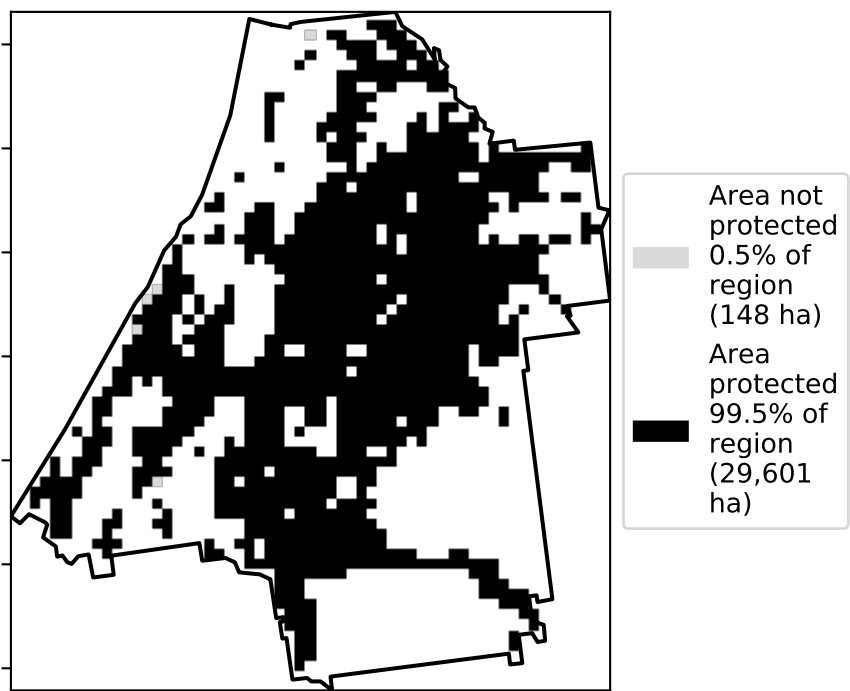 Area not
protected
0.5% of
region
(148 ha)
Area
protected
99.5% of
region
(29,601
ha)